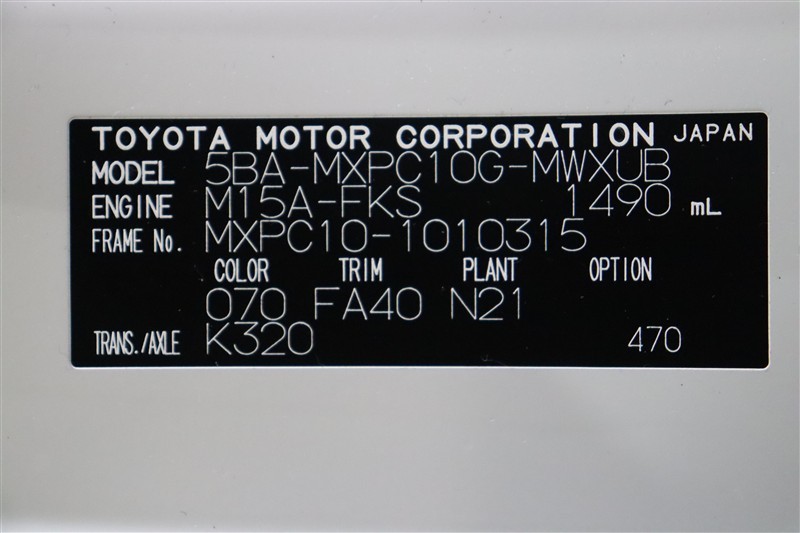 TOYOTA MOTOR CORPORATION JAPAN
MODEL 5BA-MXPC10G-MWXUB
ENGINE M15A-FKS 1490 mL
FRAME No. MXPC10-1010315
COLOR TRIM PLANT OPTION
070 FA40 N21
TRANS./AXLE K320 470